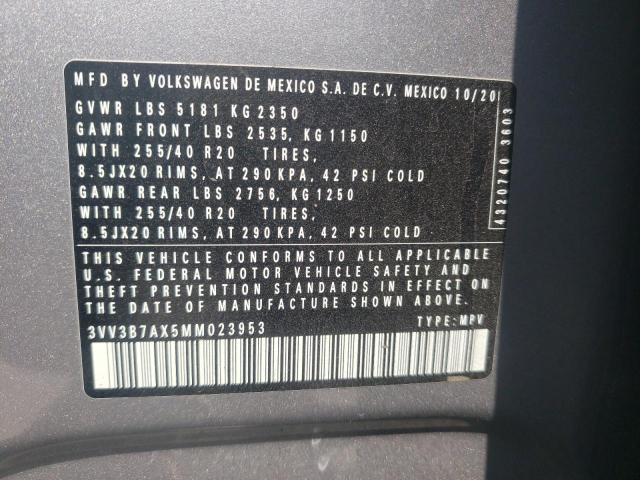 MFD BY VOLKSWAGEN DE MEXICO S.A. DE C.V. MEXICO 10/20
GVWR LBS 5181 KG 2350
GAWR FRONT LBS 2535, KG 1150
WITH 255/40 R20 TIRES,
8.5JX20 RIMS, AT 290 KPA, 42 PSI COLD
GAWR REAR LBS 2756, KG 1250
WITH 255/40 R20 TIRES,
8.5JX20 RIMS, AT 290 KPA, 42 PSI COLD
THIS VEHICLE CONFORMS TO ALL APPLICABLE
U.S. FEDERAL MOTOR VEHICLE SAFETY AND
THEFT PREVENTION STANDARDS IN EFFECT ON
THE DATE OF MANUFACTURE SHOWN ABOVE.
3VV3B7AX5MM023953 TYPE: MPV
4320740 3603